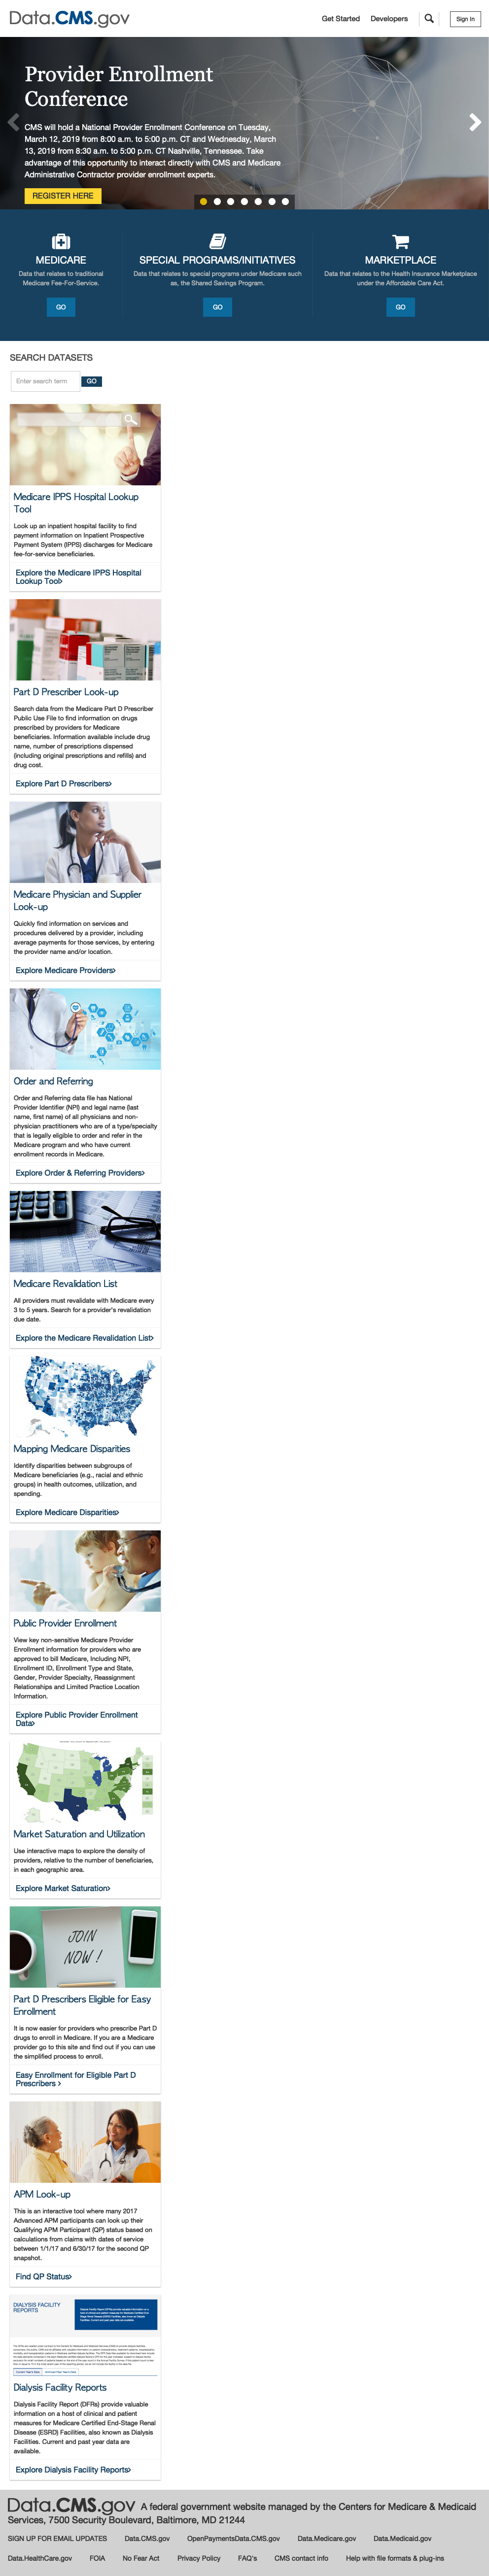 Data.CMS.gov
Get Started
Developers
Sign In
Provider Enrollment
Conference
CMS will hold a National Provider Enrollment Conference on Tuesday,
March 12, 2019 from 8:00 a.m. to 5:00 p.m. CT and Wednesday, March
13, 2019 from 8:30 a.m. to 5:00 p.m. CT Nashville, Tennessee. Take
advantage of this opportunity to interact directly with CMS and Medicare
Administrative Contractor provider enrollment experts.
REGISTER HERE
MEDICARE
Data that relates to traditional
Medicare Fee-For-Service.
GO
SPECIAL PROGRAMS/INITIATIVES
Data that relates to special programs under Medicare such
as, the Shared Savings Program.
GO
MARKETPLACE
Data that relates to the Health Insurance Marketplace
under the Affordable Care Act.
GO
SEARCH DATASETS
Enter search term
GO
Medicare IPPS Hospital Lookup
Tool
Look up an inpatient hospital facility to find
payment information on Inpatient Prospective
Payment System (IPPS) discharges for Medicare
fee-for-service beneficiaries.
Explore the Medicare IPPS Hospital
Lookup Tool
Part D Prescriber Look-up
Search data from the Medicare Part D Prescriber
Public Use File to find information on drugs
prescribed by providers for Medicare
beneficiaries. Information available include drug
name, number of prescriptions dispensed
(including original prescriptions and refills) and
drug cost.
Explore Part D Prescribers
Medicare Physician and Supplier
Look-up
Quickly find information on services and
procedures delivered by a provider, including
average payments for those services, by entering
the provider name and/or location.
Explore Medicare Providers
Order and Referring
Order and Referring data file has National
Provider Identifier (NPI) and legal name (last
name, first name) of all physicians and non-
physician practitioners who are of a type/specialty
that is legally eligible to order and refer in the
Medicare program and who have current
enrollment records in Medicare.
Explore Order & Referring Providers
Medicare Revalidation List
All providers must revalidate with Medicare every
3 to 5 years. Search for a provider's revalidation
due date.
Explore the Medicare Revalidation List
Mapping Medicare Disparities
Identify disparities between subgroups of
Medicare beneficiaries (e.g., racial and ethnic
groups) in health outcomes, utilization, and
spending.
Explore Medicare Disparities
Public Provider Enrollment
View key non-sensitive Medicare Provider
Enrollment information for providers who are
approved to bill Medicare, Including NPI,
Enrollment ID, Enrollment Type and State,
Gender, Provider Specialty, Reassignment
Relationships and Limited Practice Location
Information.
Explore Public Provider Enrollment
Data
Market Saturation and Utilization
Use interactive maps to explore the density of
providers, relative to the number of beneficiaries,
in each geographic area.
Explore Market Saturation
JOIN
NOW!
Part D Prescribers Eligible for Easy
Enrollment
It is now easier for providers who prescribe Part D
drugs to enroll in Medicare. If you are a Medicare
provider go to this site and find out if you can use
the simplified process to enroll.
Easy Enrollment for Eligible Part D
Prescribers
APM Look-up
This is an interactive tool where many 2017
Advanced APM participants can look up their
Qualifying APM Participant (QP) status based on
calculations from claims with dates of service
between 1/1/17 and 6/30/17 for the second QP
snapshot.
Find QP Status
DIALYSIS FACILITY
REPORTS
Dialysis Facility Reports
Dialysis Facility Report (DFRs) provide valuable
information on a host of clinical and patient
measures for Medicare Certified End-Stage Renal
Disease (ESRD) Facilities, also known as Dialysis
Facilities. Current and past year data are
available.
Explore Dialysis Facility Reports
Data.CMS.gov A federal government website managed by the Centers for Medicare & Medicaid
Services, 7500 Security Boulevard, Baltimore, MD 21244
SIGN UP FOR EMAIL UPDATES
Data.CMS.gov
OpenPaymentsData.CMS.gov
Data.Medicare.gov
Data.Medicaid.gov
Data.HealthCare.gov
FOIA
No Fear Act
Privacy Policy
FAQ's
CMS contact info
Help with file formats & plug-ins